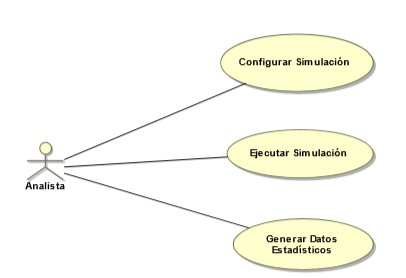 Configurar Simulación
Ejecutar Simulación
Analista
Generar Datos
Estadísticos